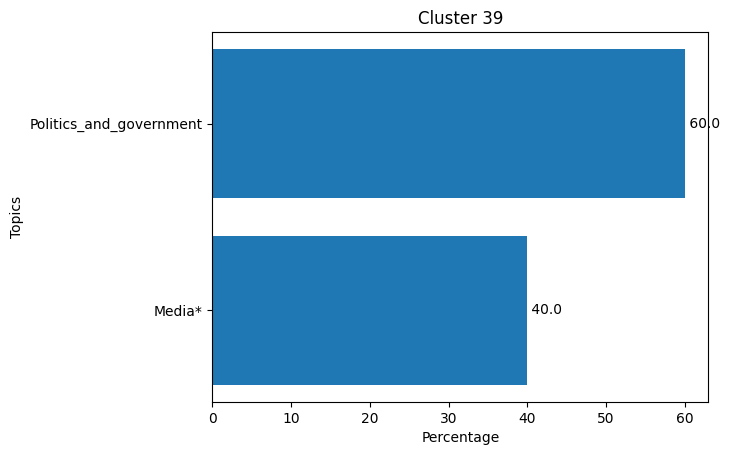 Cluster 39
Politics_and_government
60.0
Topics
Media*
40.0
0 10 20 30 40 50 60
Percentage